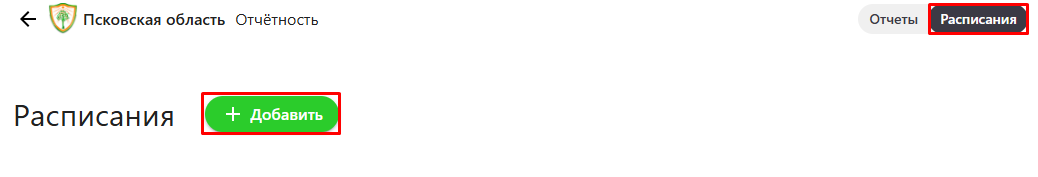 Псковская область Отчётность Отчеты Расписания
Расписания + Добавить